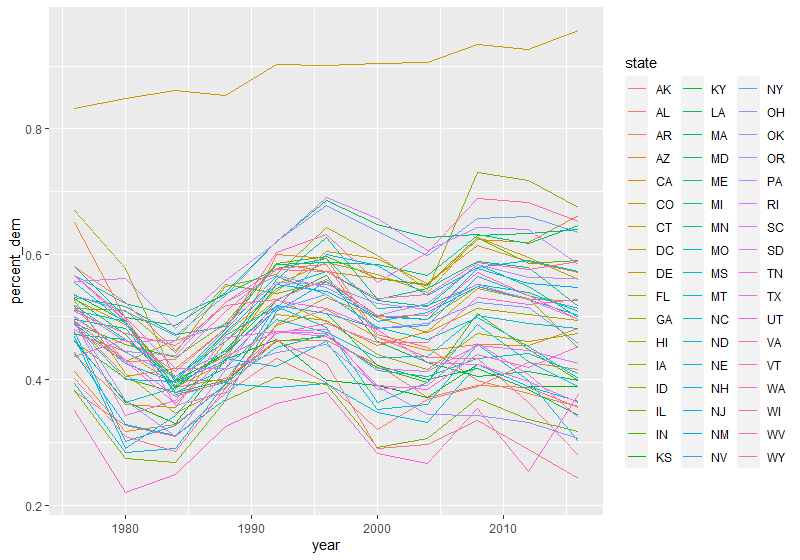 state
AK KY NY
AL LA OH
AR MA OK
AZ MD OR
CA ME PA
CO MI RI
CT MN SC
DC MO SD
DE MS TN
FL MT TX
GA NC UT
HI ND VA
IA NE VT
ID NH WA
IL NJ WI
IN NM WV
KS NV WY
percent_dem
0.8
0.6
0.4
0.2
1980 1990 2000 2010
year